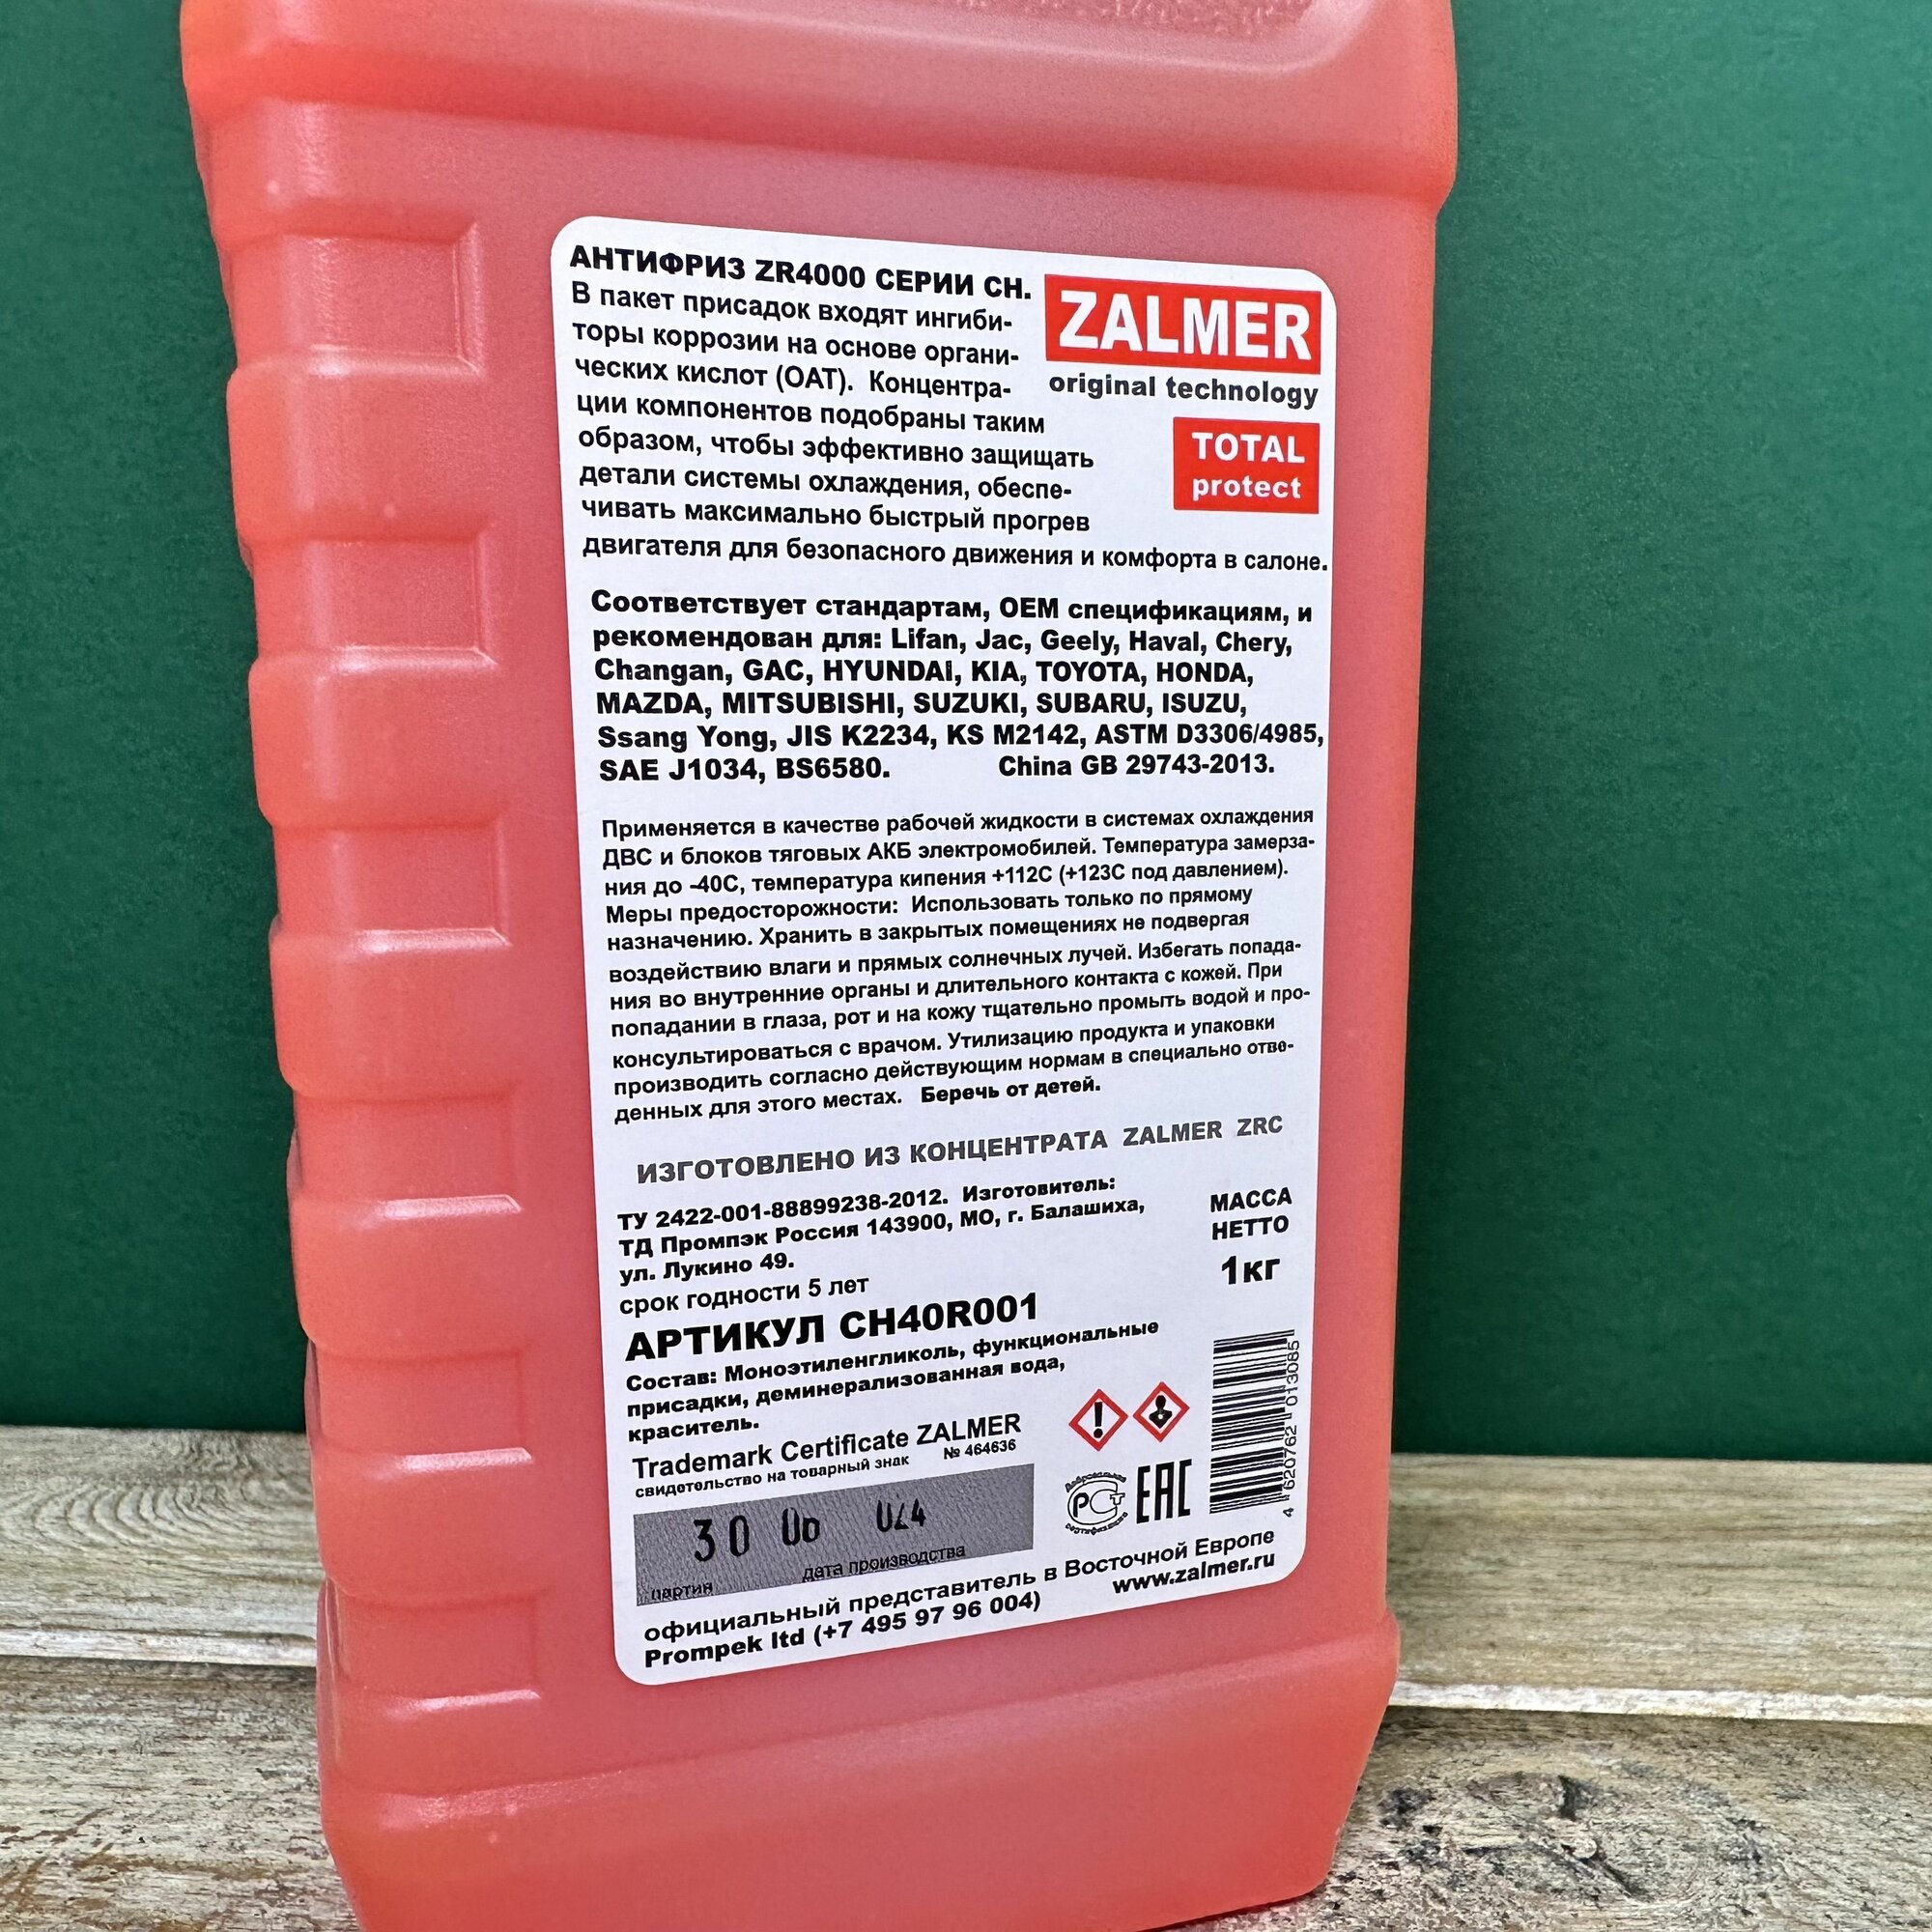 АНТИФРИЗ ZR4000 СЕРИИ CH.
В пакет присадок входят ингиби-
торы коррозии на основе органи-
ческих кислот (ОАТ). Концентра-
ции компонентов подобраны таким
образом, чтобы эффективно защищать
детали системы охлаждения, обеспе-
чивать максимально быстрый прогрев
двигателя для безопасного движения и комфорта в салоне.
ZALMER
original technology
TOTAL
protect
Соответствует стандартам, OEM спецификациям, и
рекомендован для: Lifan, Jac, Geely, Haval, Chery,
Changan, GAC, HYUNDAi, KIA, TOYOTA, HONDA,
MAZDA, MITSUBISHI, SUZUKI, SUBARU, ISUZU,
Ssang Yong, JIS K2234, KS M2142, ASTM D3306/4985,
SAE J1034, BS6580. China GB 29743-2013.
Применяется в качестве рабочей жидкости в системах охлаждения
ДВС и блоков тяговых АКБ электромобилей. Температура замерза-
ния до -40С, температура кипения +112С (+123С под давлением).
Меры предосторожности: Использовать только по прямому
назначению. Хранить в закрытых помещениях не подвергая
воздействию влаги и прямых солнечных лучей. Избегать попада-
ния во внутренние органы и длительного контакта с кожей. При
попадании в глаза, рот и на кожу тщательно промыть водой и про-
консультироваться с врачом. Утилизацию продукта и упаковки
производить согласно действующим нормам в специально отве-
денных для этого местах. Беречь от детей.
ИЗГОТОВЛЕНО ИЗ КОНЦЕНТРАТА ZALMER ZRC
ТУ 2422-001-88899238-2012. Изготовитель:
ТД Промпэк Россия 143900, МО, г. Балашиха,
ул. Лукино 49.
срок годности 5 лет
МАССА
НЕТТО
1кг
АРТИКУЛ CH40R001
Состав: Моноэтиленгликоль, функциональные
присадки, деминерализованная вода,
краситель.
Trademark Certificate ZALMER
свидетельство на товарный знак № 464636
30
партия дата производства
Добровольная
РСТ
сертификация
ЕАС
4 620762 013085
официальный представитель в Восточной Европе
Prompek ltd (+7 495 97 96 004) www.zalmer.ru